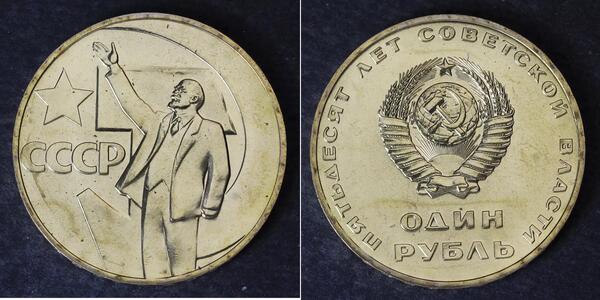 СССР
ПЯТЬДЕСЯТ ЛЕТ СОВЕТСКОЙ ВЛАСТИ
ОДИН
РУБЛЬ